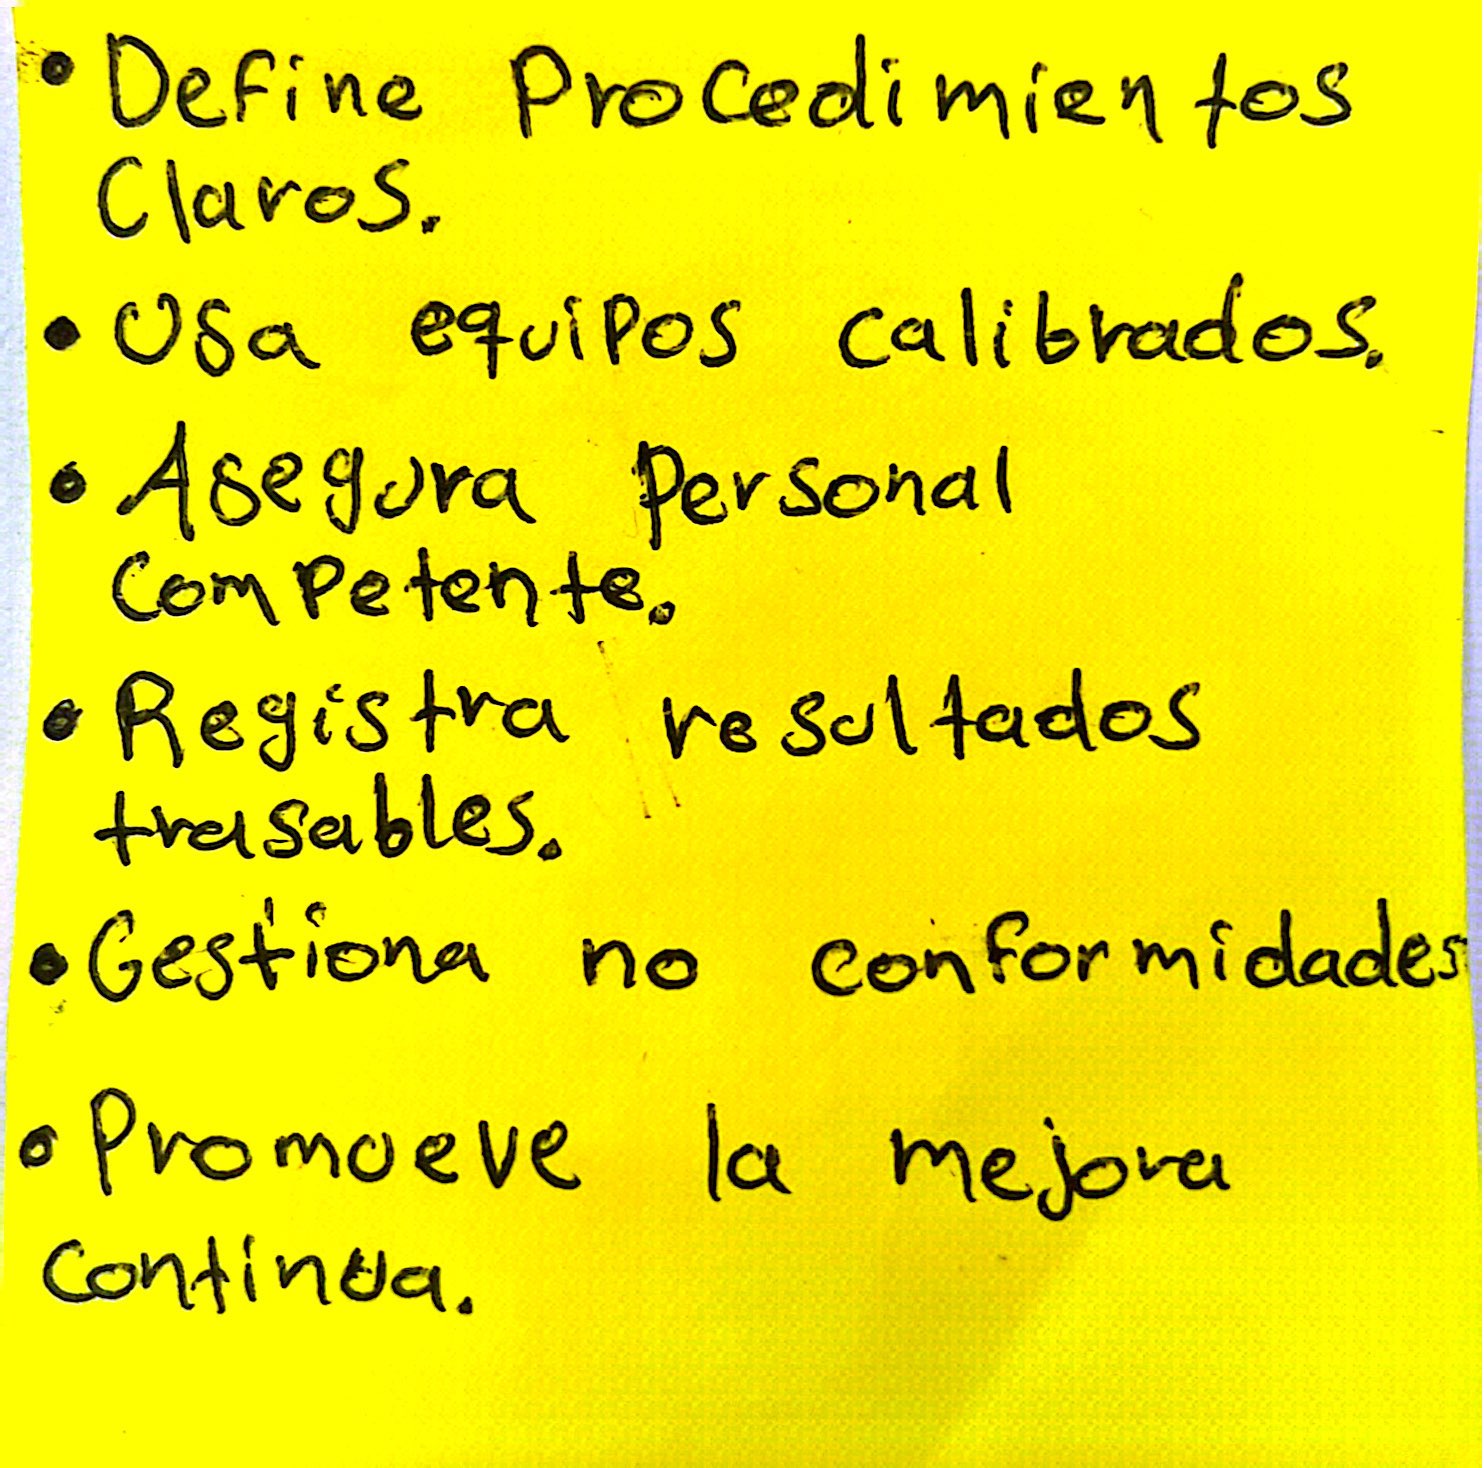 • Define Procedimientos
Claros.
• Usa equipos calibrados.
• Asegura Personal
Competente.
• Registra resultados
trasables.
• Gestiona no conformidades
• Promueve la mejora
continua.